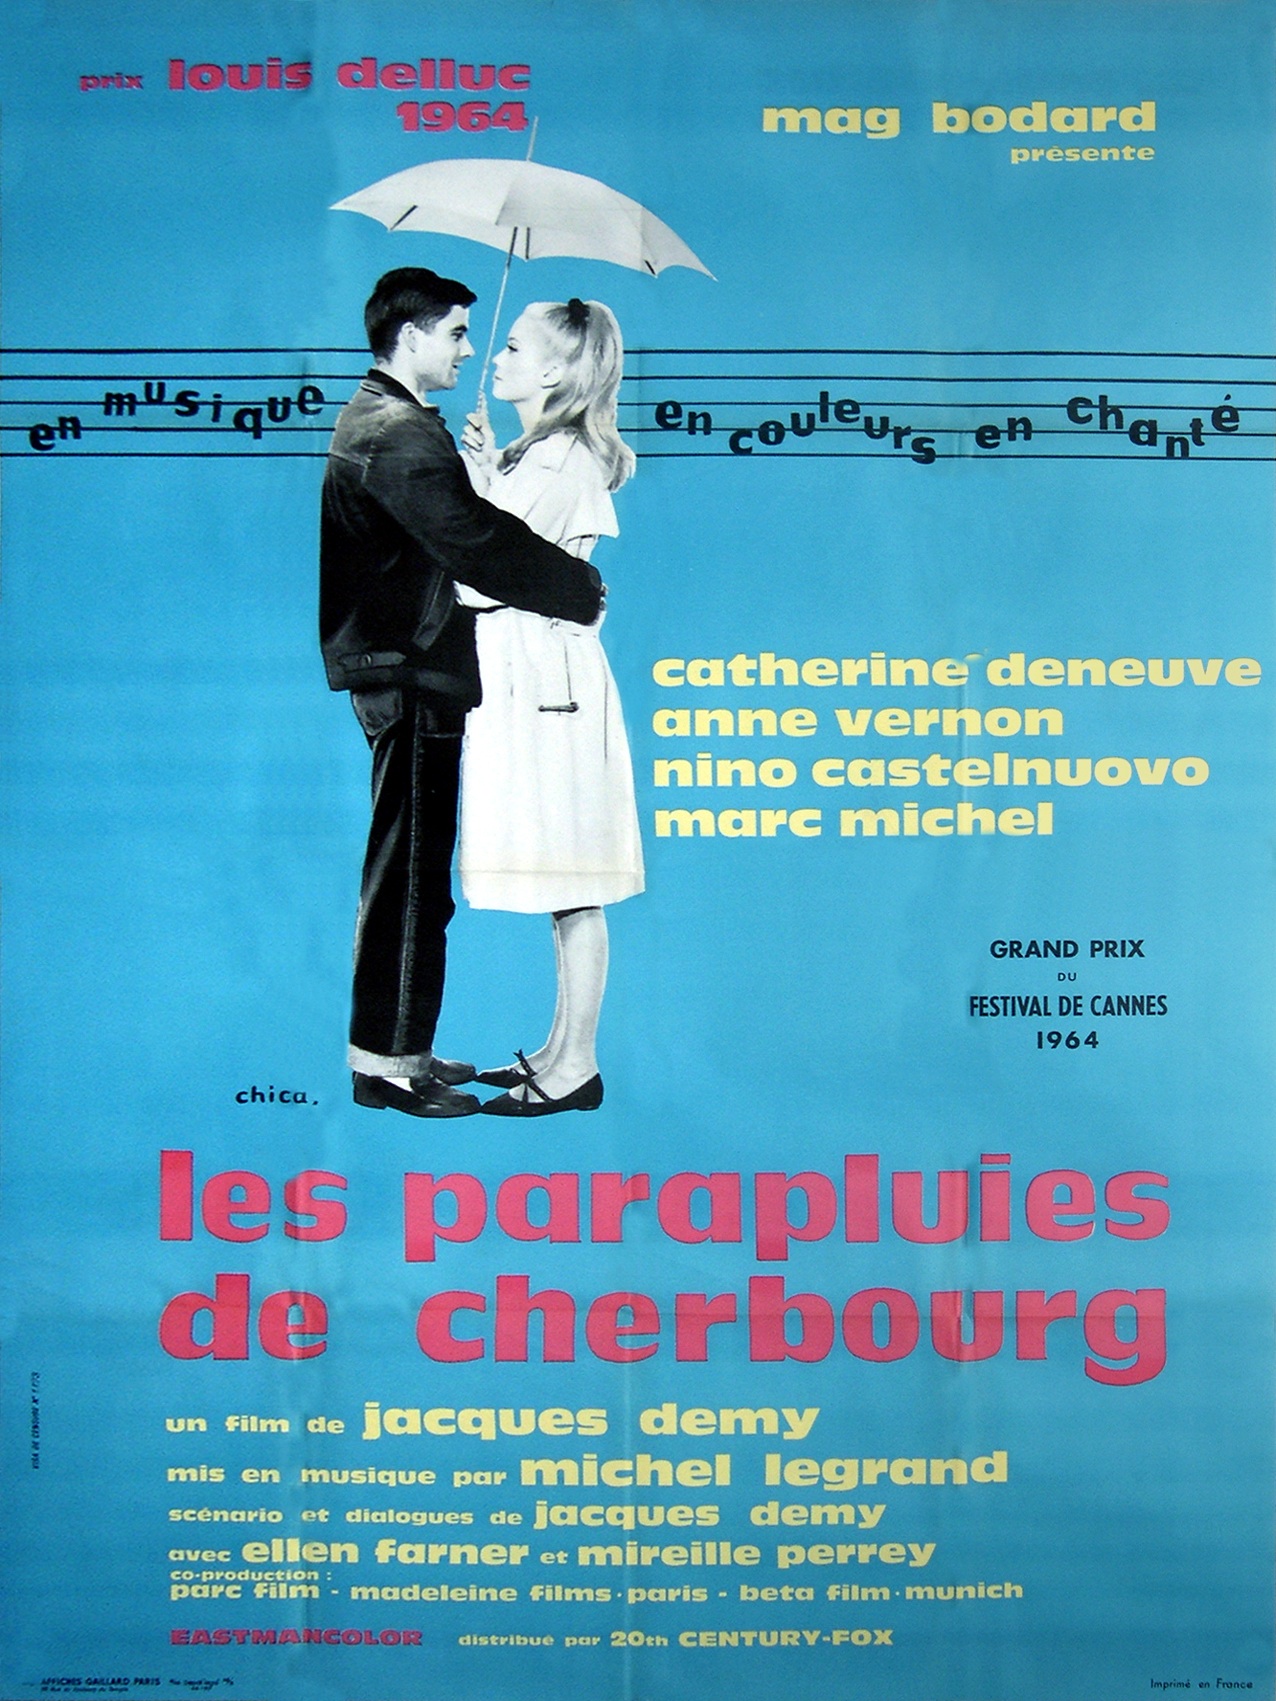 prix louis delluc
1964
mag bodard
présente
en musique en couleurs en chanté
catherine deneuve
anne vernon
nino castelnuovo
marc michel
GRAND PRIX
DU
FESTIVAL DE CANNES
1964
chica.
les parapluies
de cherbourg
un film de jacques demy
mis en musique par michel legrand
scénario et dialogues de jacques demy
avec ellen farner et mireille perrey
co-production :
parc film - madeleine films·paris - beta film·munich
EASTMANCOLOR distribué par 20th CENTURY-FOX
VISA DE CENSURE N°
AFFICHES GAILLARD PARIS
Imprimé en France